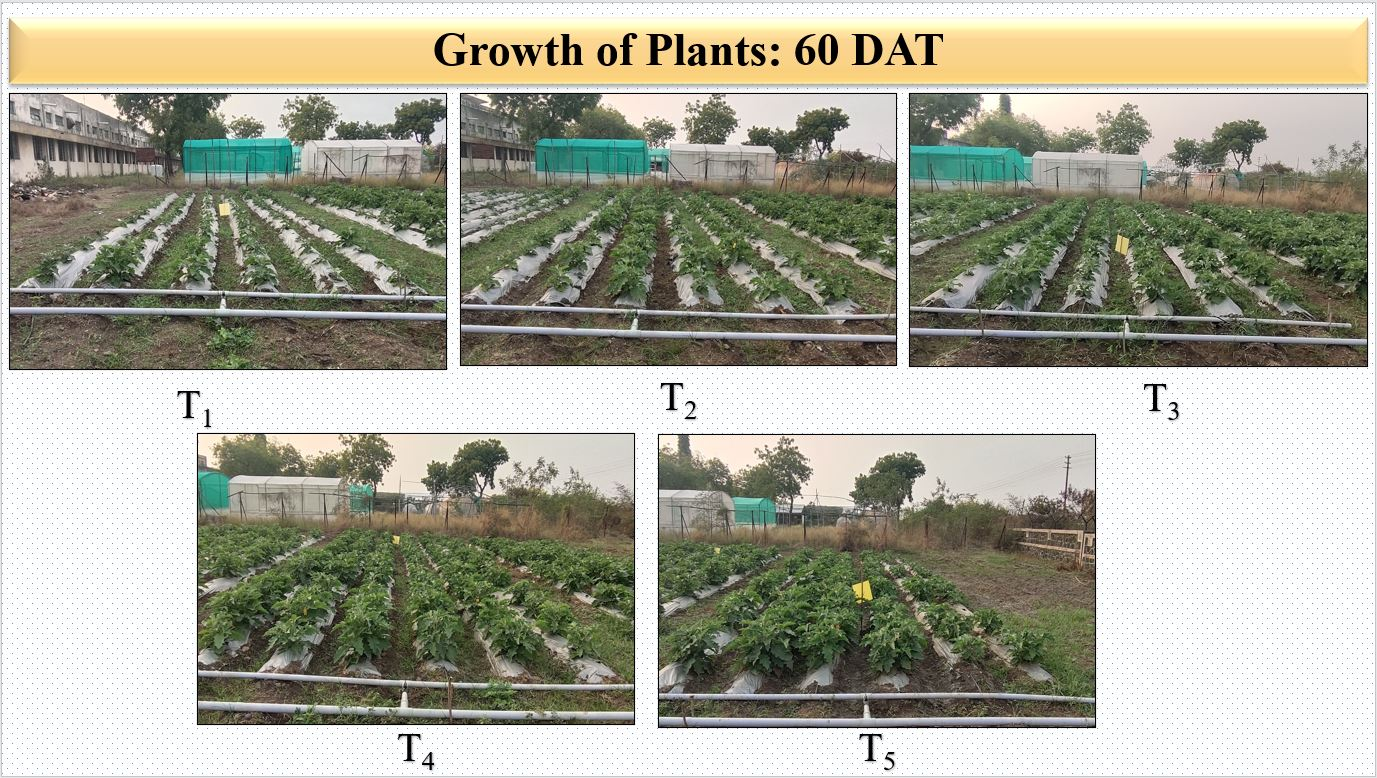 Growth of Plants: 60 DAT
T₁
T₂
T₃
T₄
T₅